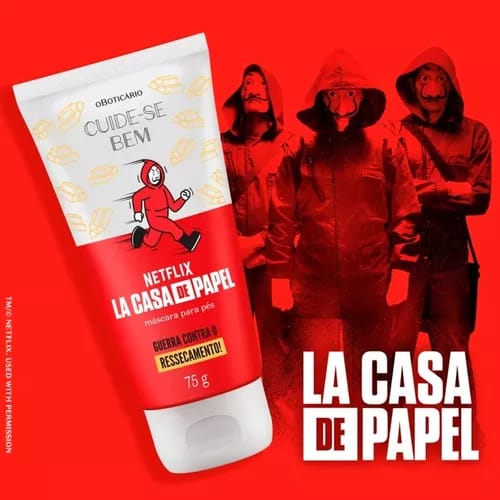 oBOTICÁRIO
CUIDE-SE
BEM
NETFLIX
LA CASA DE PAPEL
máscara para pés
GUERRA CONTRA O
RESSECAMENTO!
75 g
LA CASA
DE PAPEL
TM/© NETFLIX. USED WITH PERMISSION